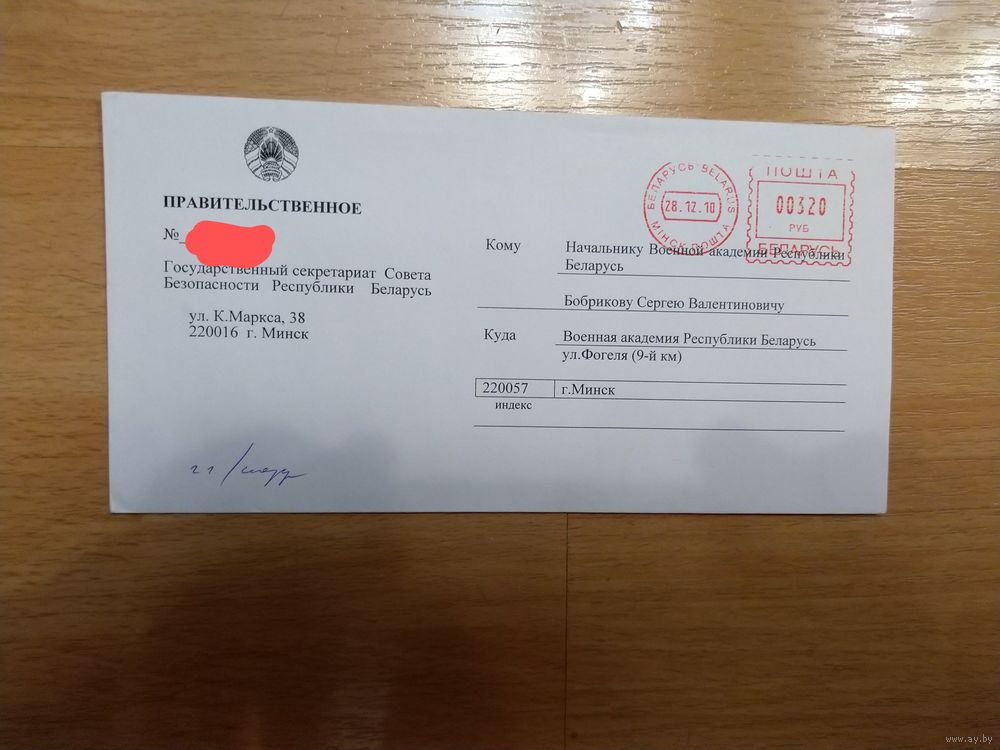 ПРАВИТЕЛЬСТВЕННОЕ
№
Государственный секретариат Совета
Безопасности Республики Беларусь
ул. К.Маркса, 38
220016 г. Минск
БЕЛАРУСЬ BELARUS
28.12.10
МІНСК ПОШТА
ПОШТА
00320
РУБ
БЕЛАРУСЬ
Кому
Начальнику Военной академии Республики
Беларусь
Бобрикову Сергею Валентиновичу
Куда
Военная академия Республики Беларусь
ул.Фогеля (9-й км)
220057 г.Минск
индекс
www.ay.by